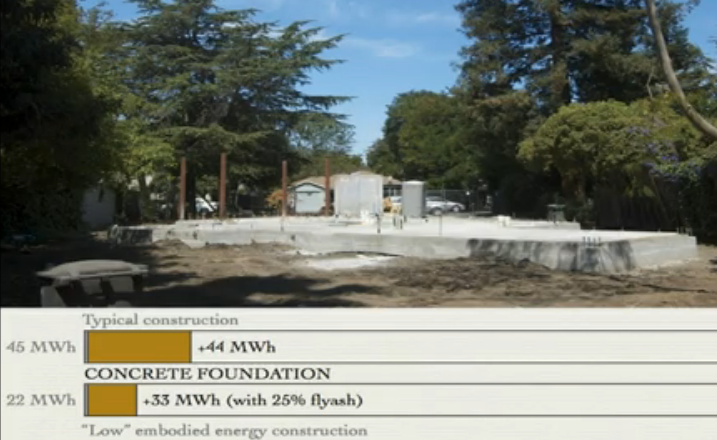 Typical construction
45 MWh +44 MWh
CONCRETE FOUNDATION
22 MWh +33 MWh (with 25% flyash)
"Low" embodied energy construction